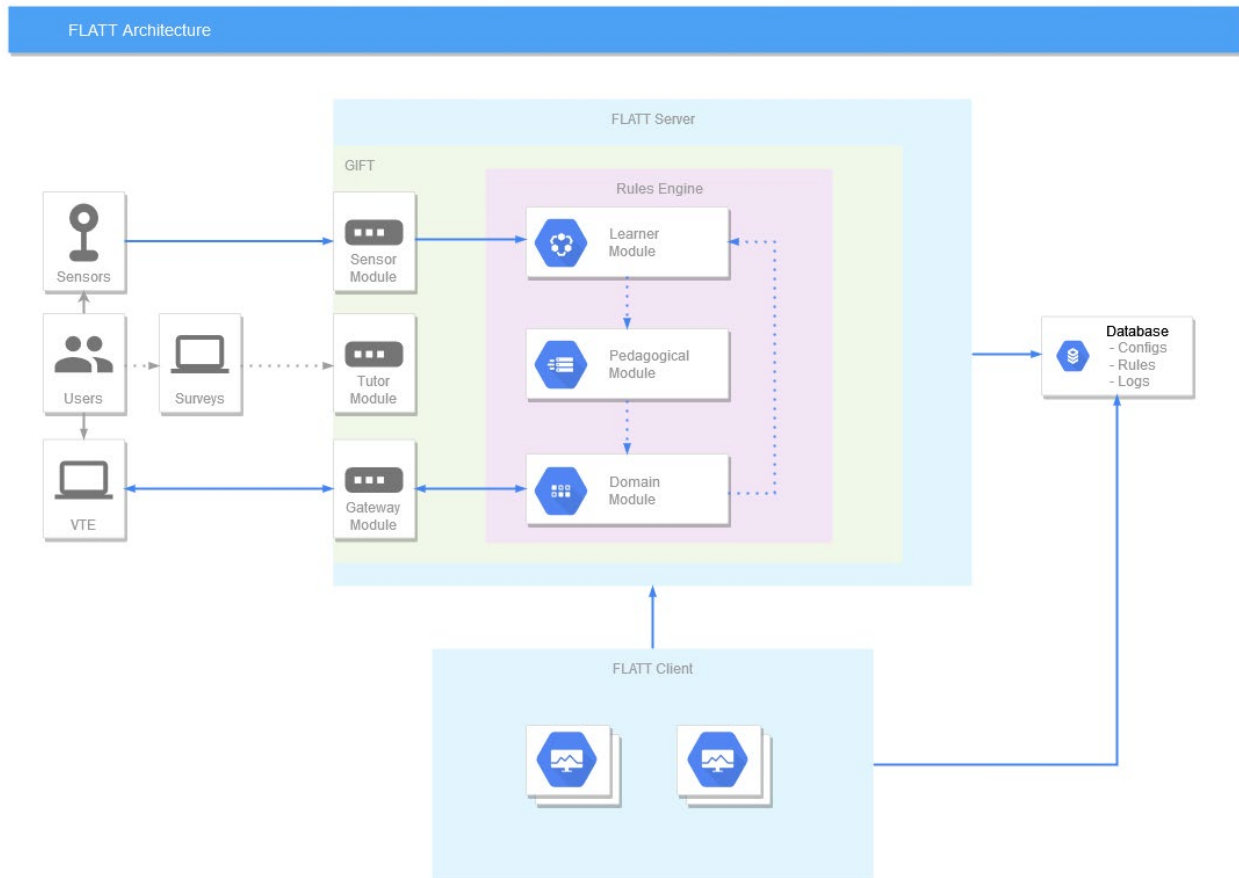 FLATT Architecture
FLATT Server
GIFT
Rules Engine
Sensors
Sensor
Module
Learner
Module
Users
Surveys
Tutor
Module
Pedagogical
Module
Database
- Configs
- Rules
- Logs
VTE
Gateway
Module
Domain
Module
FLATT Client